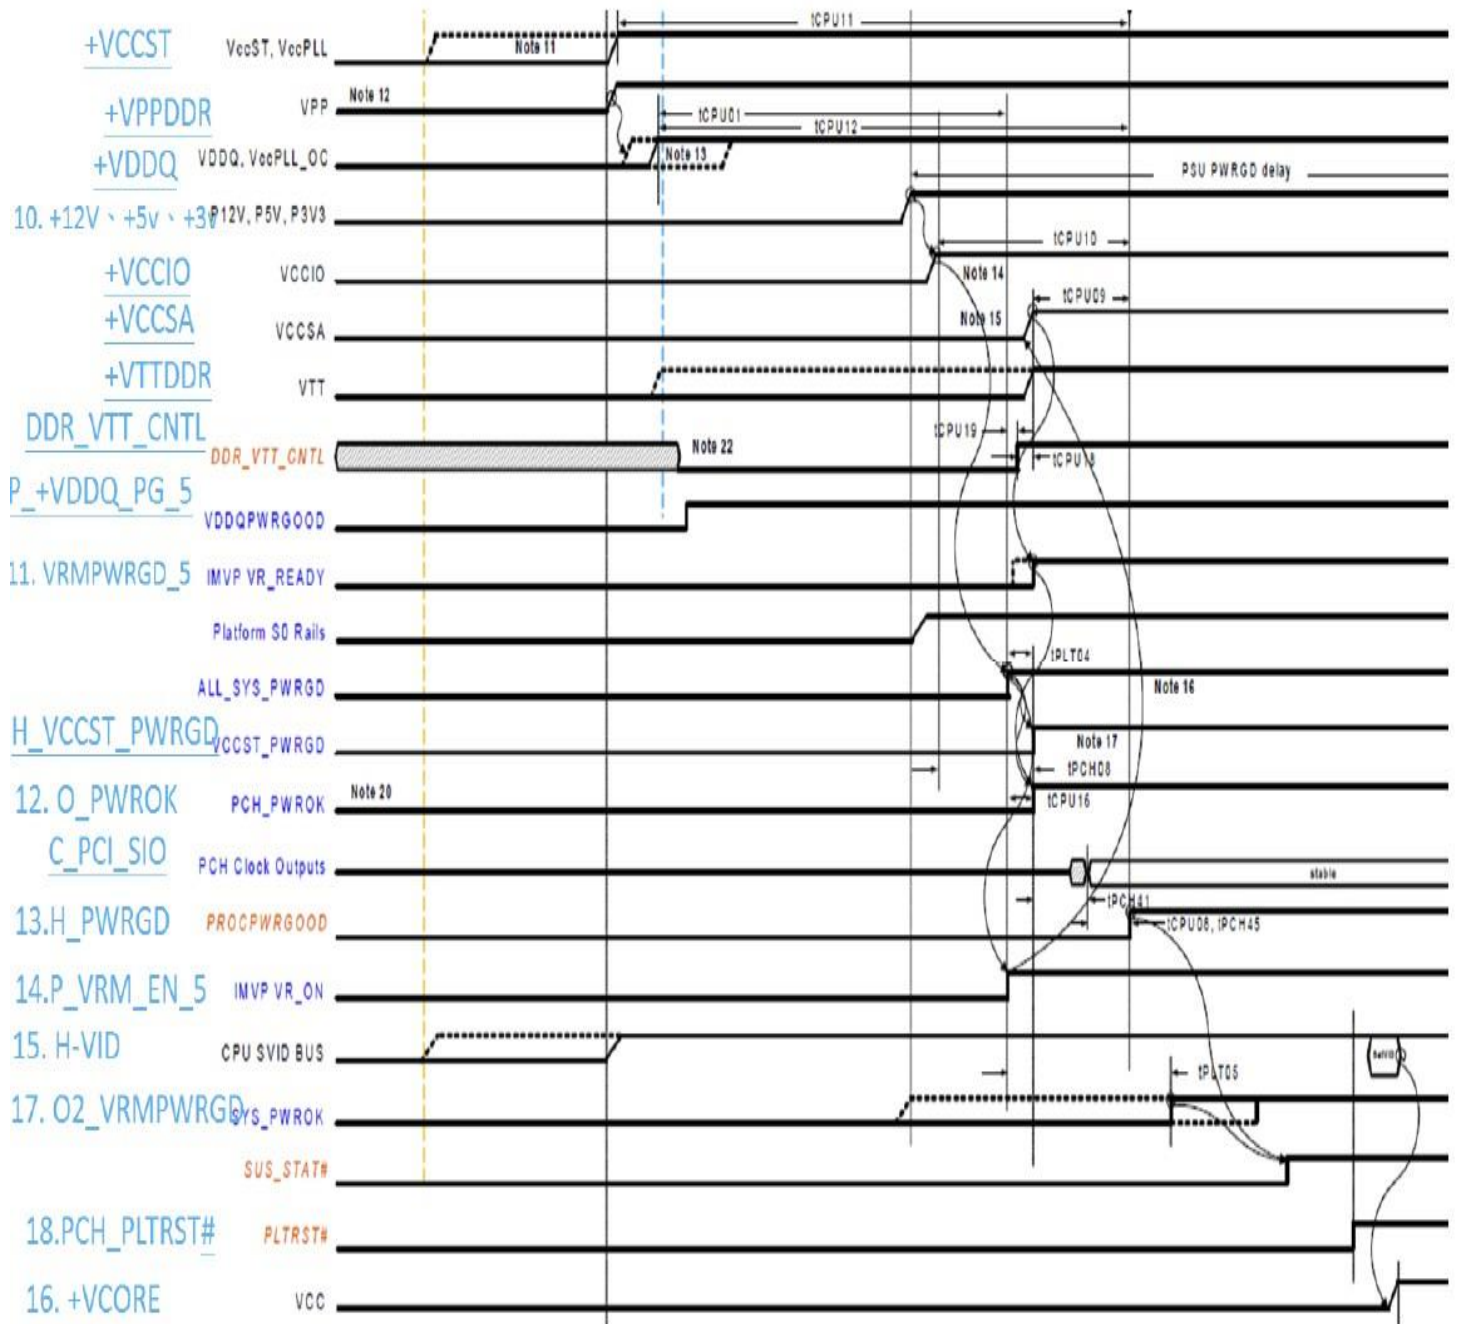 tCPU11
+VCCST VccST, VccPLL Note 11
+VPPDDR VPP Note 12
tCPU01
tCPU12
+VDDQ VDDQ, VccPLL_OC Note 13
PSU PWRGD delay
10. +12V、+5v、+3v P12V, P5V, P3V3
tCPU10
+VCCIO VCCIO Note 14
tCPU09
+VCCSA VCCSA Note 15
+VTTDDR VTT
DDR_VTT_CNTL DDR_VTT_CNTL Note 22
tCPU19
tCPU18
P_+VDDQ_PG_5 VDDQPWRGOOD
11. VRMPWRGD_5 IMVP VR_READY
Platform S0 Rails
tPLT04
ALL_SYS_PWRGD Note 16
H_VCCST_PWRGD VCCST_PWRGD Note 17
tPCH08
12. O_PWROK PCH_PWROK Note 20
tCPU16
C_PCI_SIO PCH Clock Outputs stable
tPCH41
13.H_PWRGD PROCPWRGOOD tCPU08, tPCH45
14.P_VRM_EN_5 IMVP VR_ON
15. H-VID CPU SVID BUS
tPLT05
17. O2_VRMPWRGD SYS_PWROK
SUS_STAT#
18.PCH_PLTRST# PLTRST#
16. +VCORE VCC